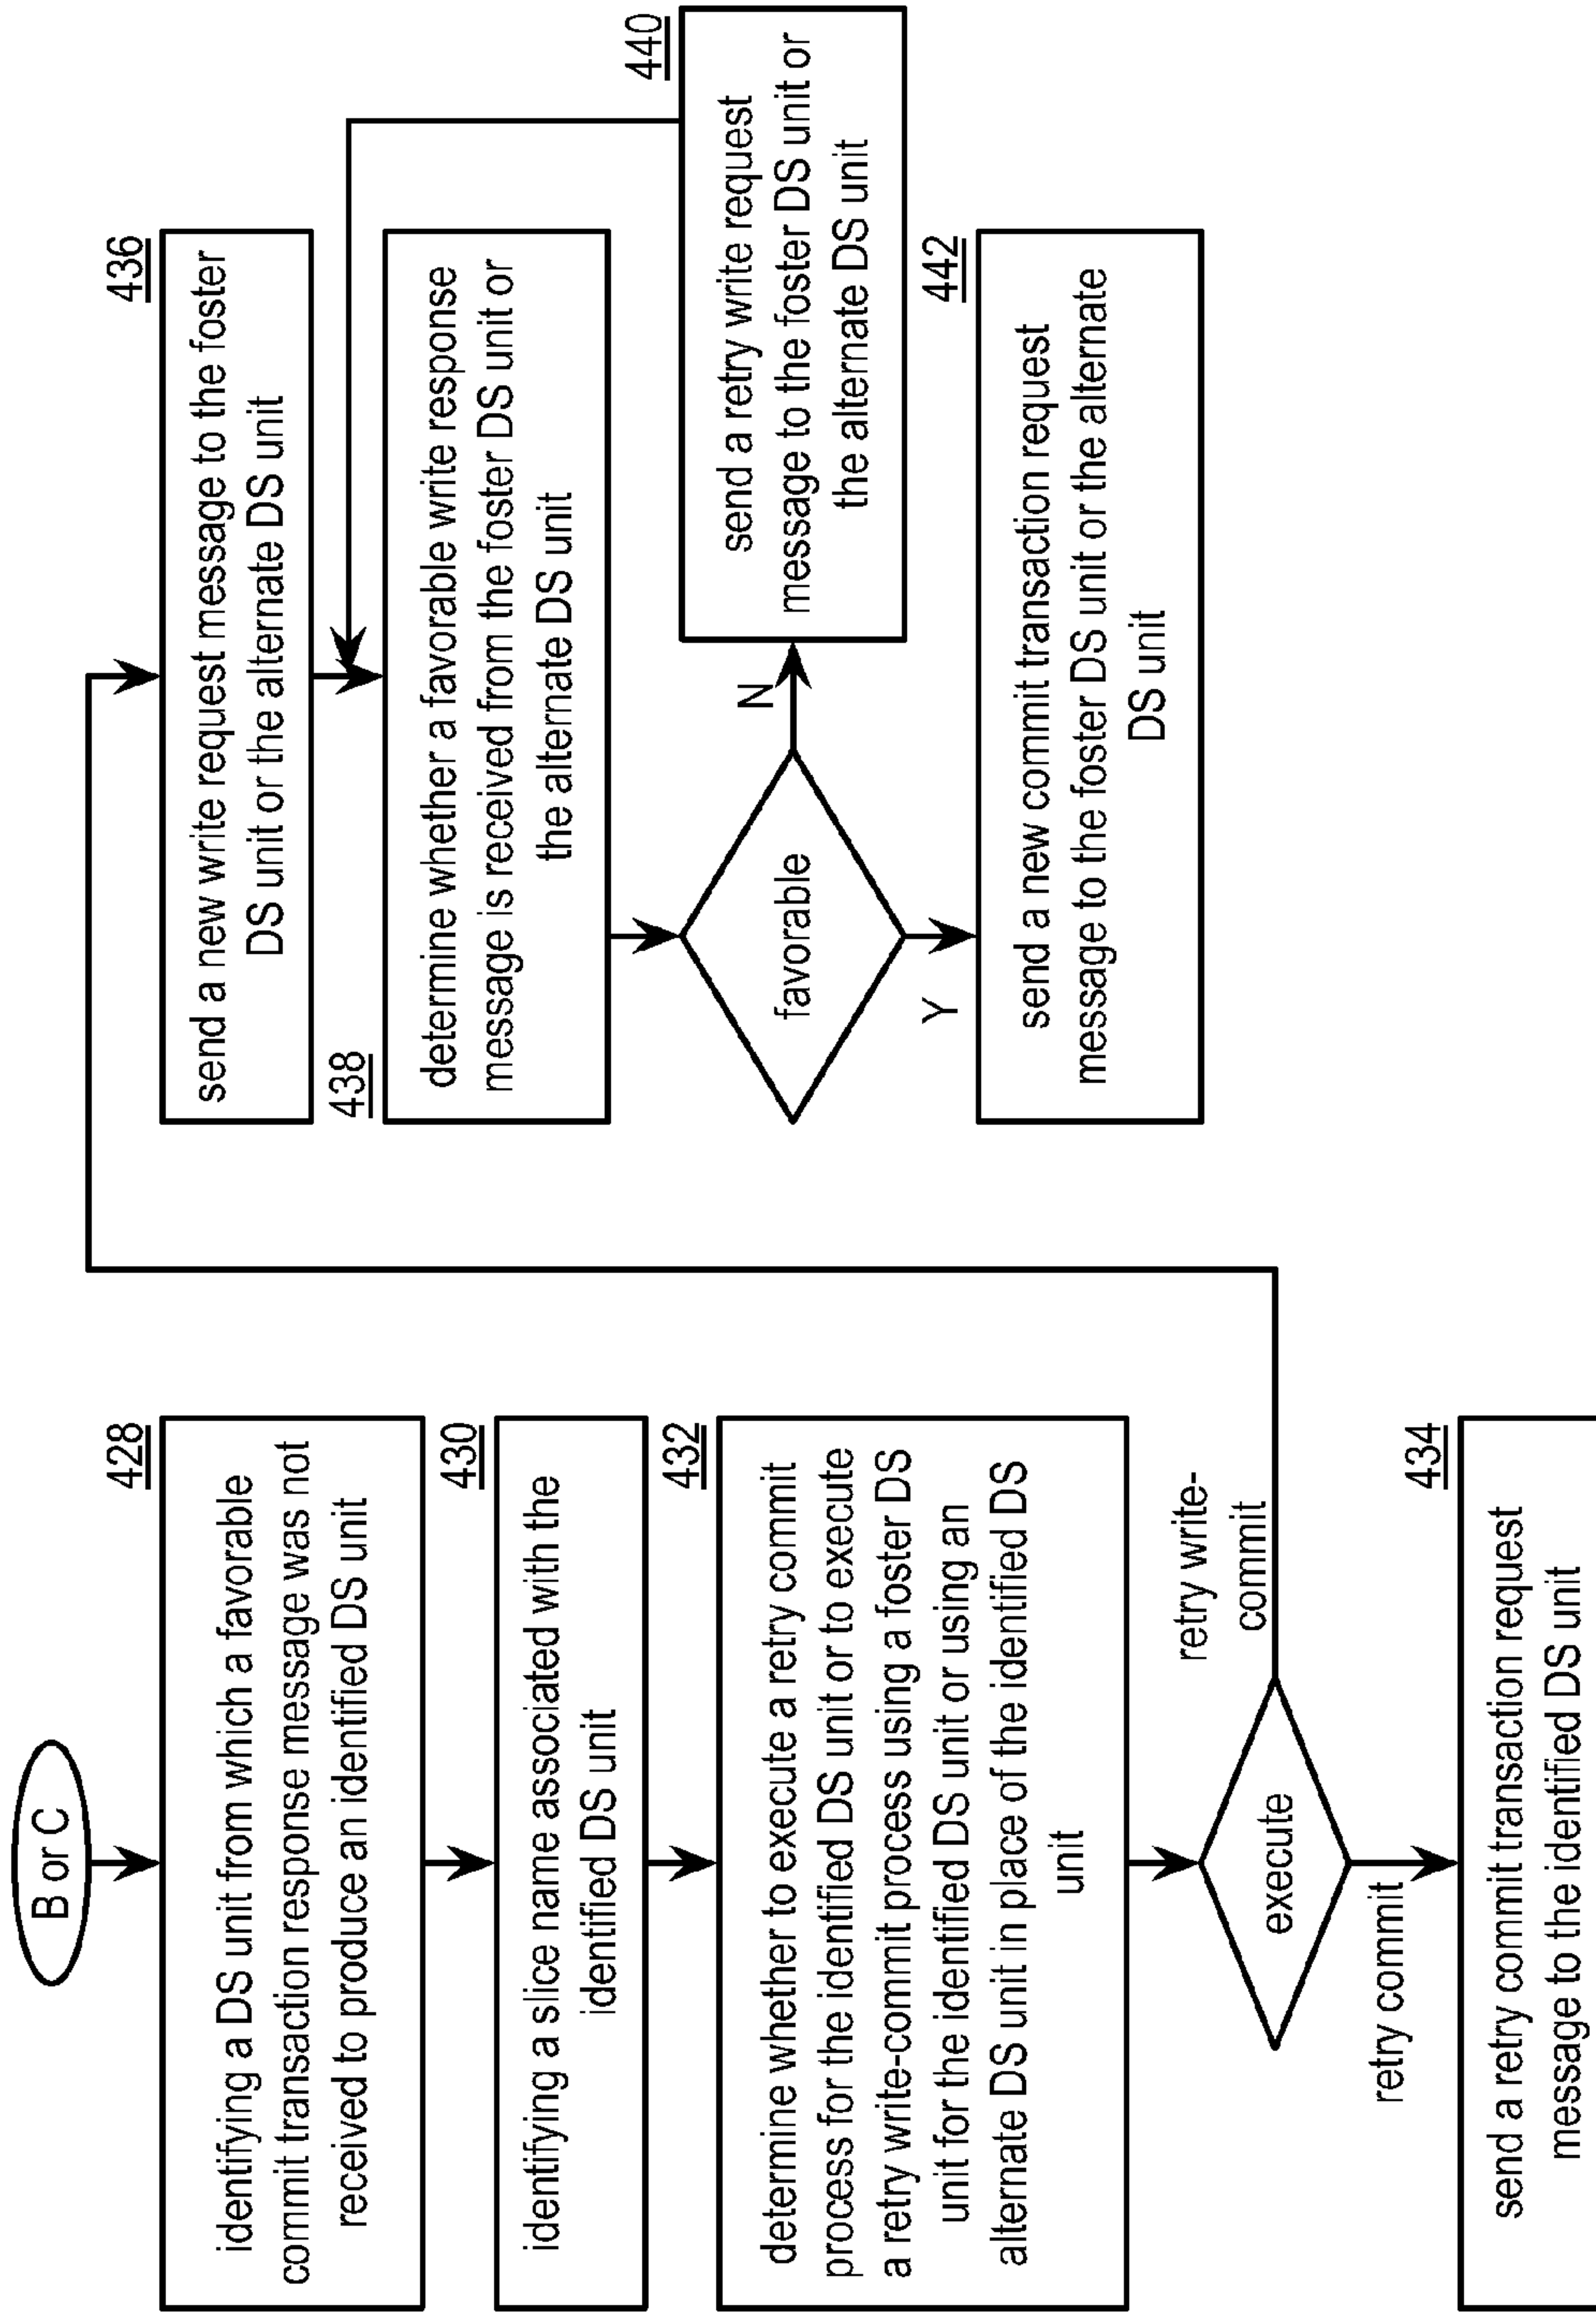 B or C
428
identifying a DS unit from which a favorable
commit transaction response message was not
received to produce an identified DS unit
430
identifying a slice name associated with the
identified DS unit
432
determine whether to execute a retry commit
process for the identified DS unit or to execute
a retry write-commit process using a foster DS
unit for the identified DS unit or using an
alternate DS unit in place of the identified DS
unit
execute
retry write-
commit
retry commit
434
send a retry commit transaction request
message to the identified DS unit
436
send a new write request message to the foster
DS unit or the alternate DS unit
438
determine whether a favorable write response
message is received from the foster DS unit or
the alternate DS unit
favorable
N
Y
440
send a retry write request
message to the foster DS unit or
the alternate DS unit
442
send a new commit transaction request
message to the foster DS unit or the alternate
DS unit